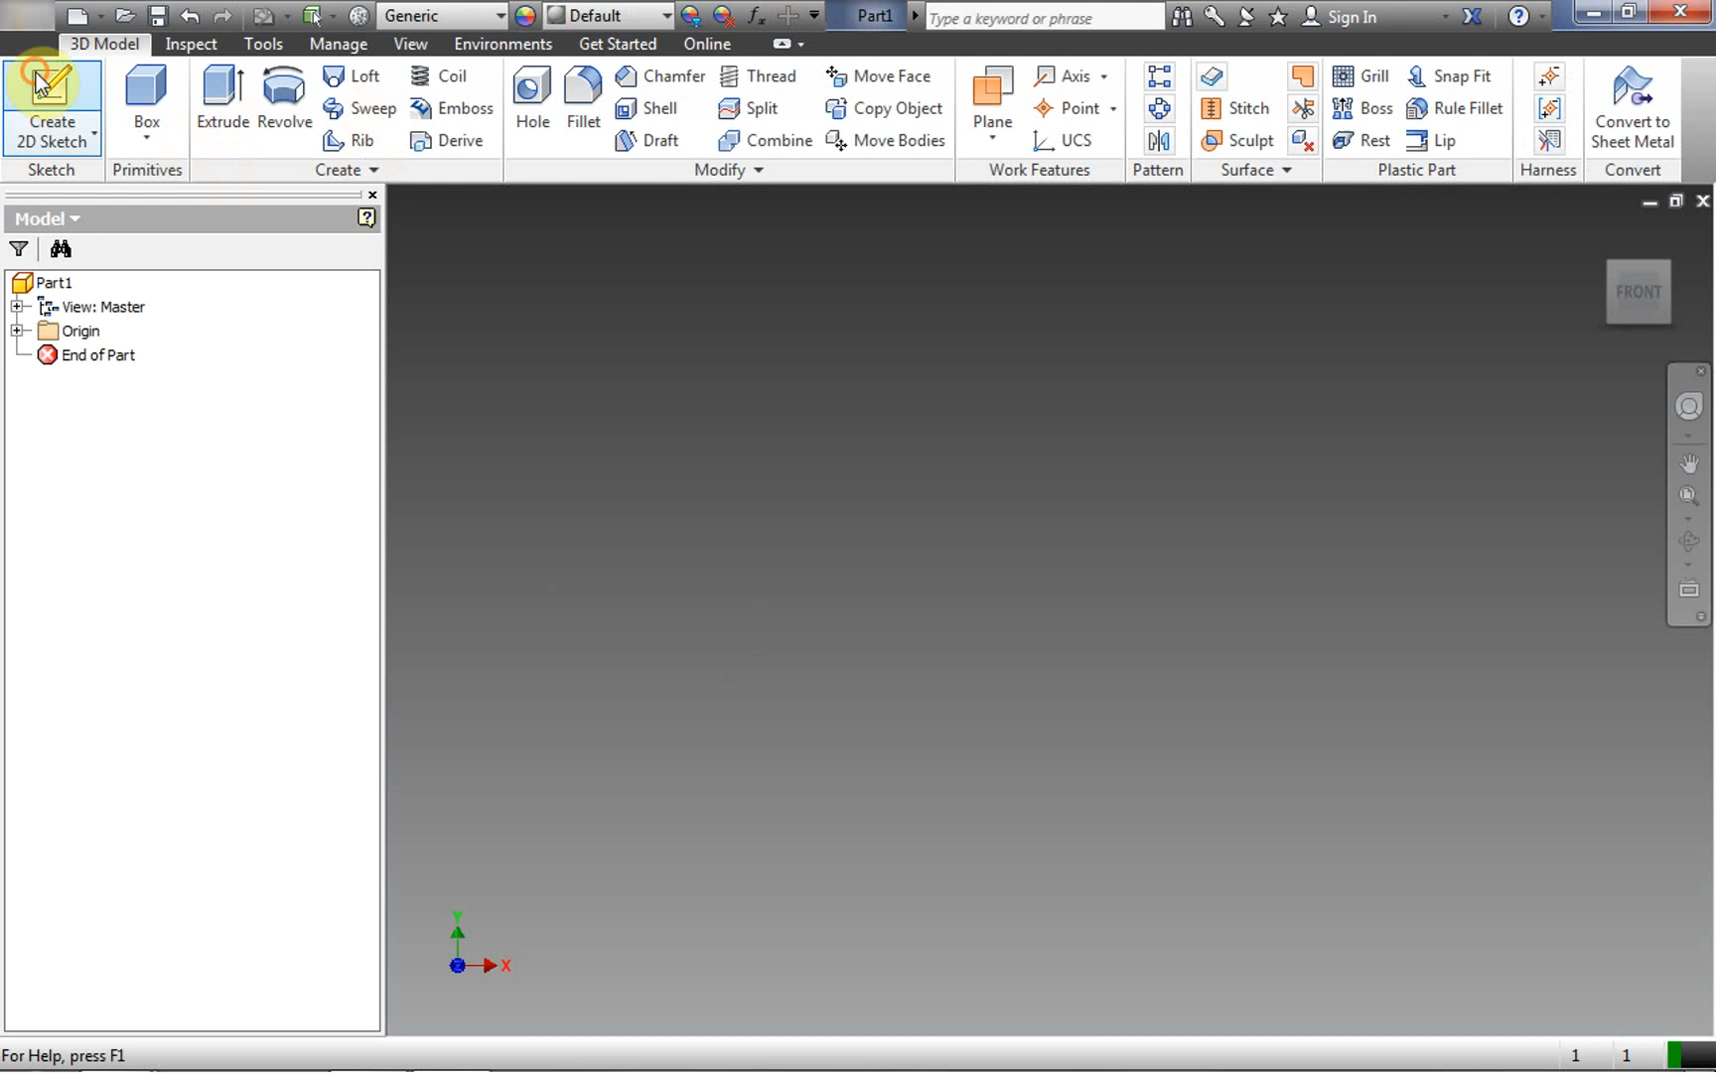 Generic Default fx Part1 Type a keyword or phrase Sign In
3D Model Inspect Tools Manage View Environments Get Started Online
Create
2D Sketch
Box
Extrude
Revolve
Loft
Sweep
Rib
Coil
Emboss
Derive
Hole
Fillet
Chamfer
Shell
Draft
Thread
Split
Combine
Move Face
Copy Object
Move Bodies
Plane
Axis
Point
UCS
Stitch
Sculpt
Grill
Boss
Rest
Snap Fit
Rule Fillet
Lip
Convert to
Sheet Metal
Sketch Primitives Create Modify Work Features Pattern Surface Plastic Part Harness Convert
Model
Part1
View: Master
Origin
End of Part
FRONT
Y
X
For Help, press F1
1 1